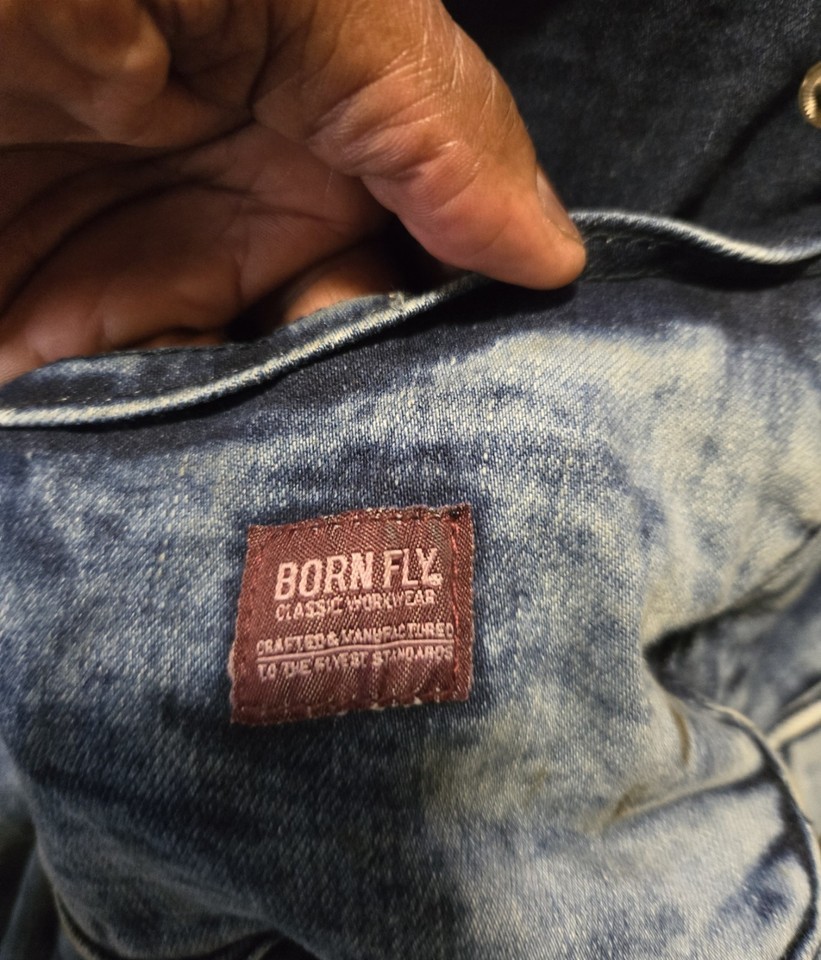 BORN FLY®
CLASSIC WORKWEAR
CRAFTED & MANUFACTURED
TO THE FINEST STANDARDS